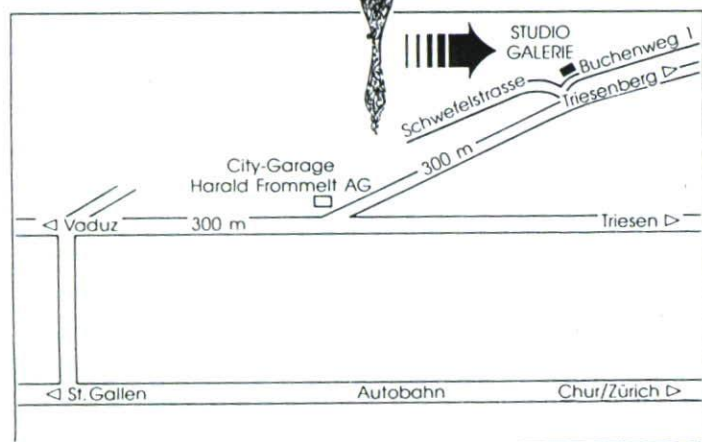 STUDIO
GALERIE
Buchenweg 1
Schwefelstrasse
Triesenberg ▷
300 m
City-Garage
Harald Frommelt AG
◁ Vaduz
300 m
Triesen ▷
◁ St. Gallen
Autobahn
Chur/Zürich ▷